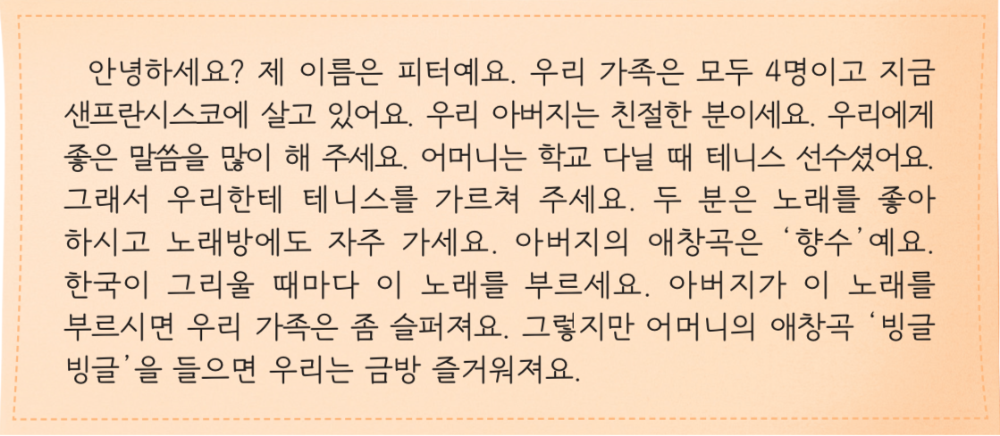 안녕하세요? 제 이름은 피터예요. 우리 가족은 모두 4명이고 지금
샌프란시스코에 살고 있어요. 우리 아버지는 친절한 분이세요. 우리에게
좋은 말씀을 많이 해 주세요. 어머니는 학교 다닐 때 테니스 선수셨어요.
그래서 우리한테 테니스를 가르쳐 주세요. 두 분은 노래를 좋아
하시고 노래방에도 자주 가세요. 아버지의 애창곡은 ‘향수’예요.
한국이 그리울 때마다 이 노래를 부르세요. 아버지가 이 노래를
부르시면 우리 가족은 좀 슬퍼져요. 그렇지만 어머니의 애창곡 ‘빙글
빙글’을 들으면 우리는 금방 즐거워져요.